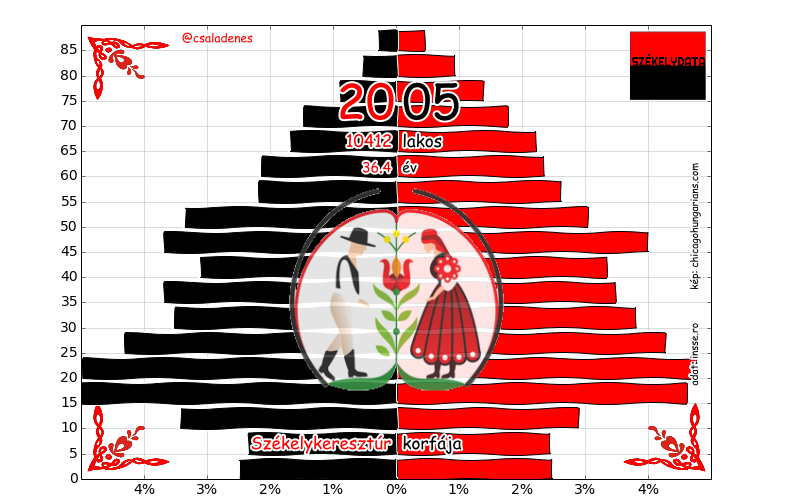 @csaladenes
SZÉKELYDATA
2005
10412 lakos
36.4 év
kép: chicagohungarians.com
adat:insse.ro
Székelykeresztúr korfája
85
80
75
70
65
60
55
50
45
40
35
30
25
20
15
10
5
0
4% 3% 2% 1% 0% 1% 2% 3% 4%